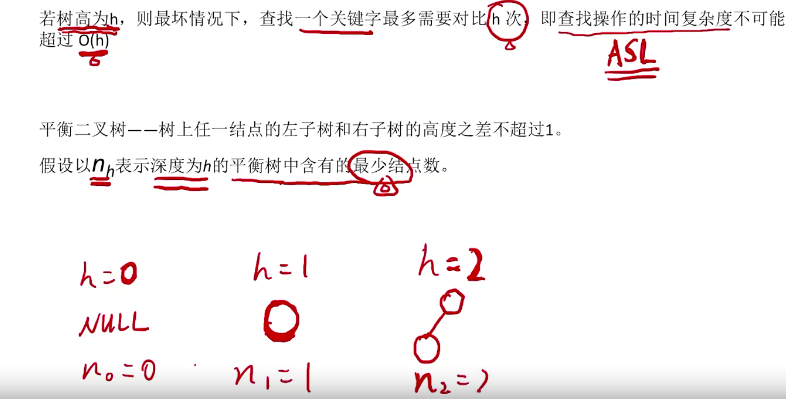 若树高为h，则最坏情况下，查找一个关键字最多需要对比 h 次，即查找操作的时间复杂度不可能
超过 O(h)
ASL
平衡二叉树——树上任一结点的左子树和右子树的高度之差不超过1。
假设以nh表示深度为h的平衡树中含有的最少结点数。
h=0 h=1 h=2
NULL
n₀=0 n₁=1 n₂=